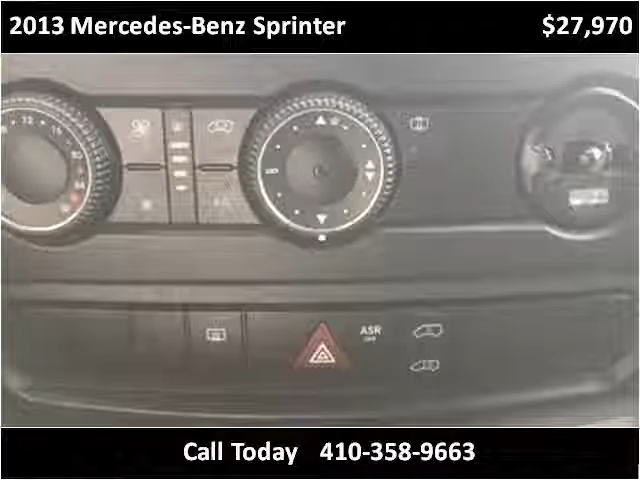 2013 Mercedes-Benz Sprinter $27,970
ASR
OFF
Call Today 410-358-9663